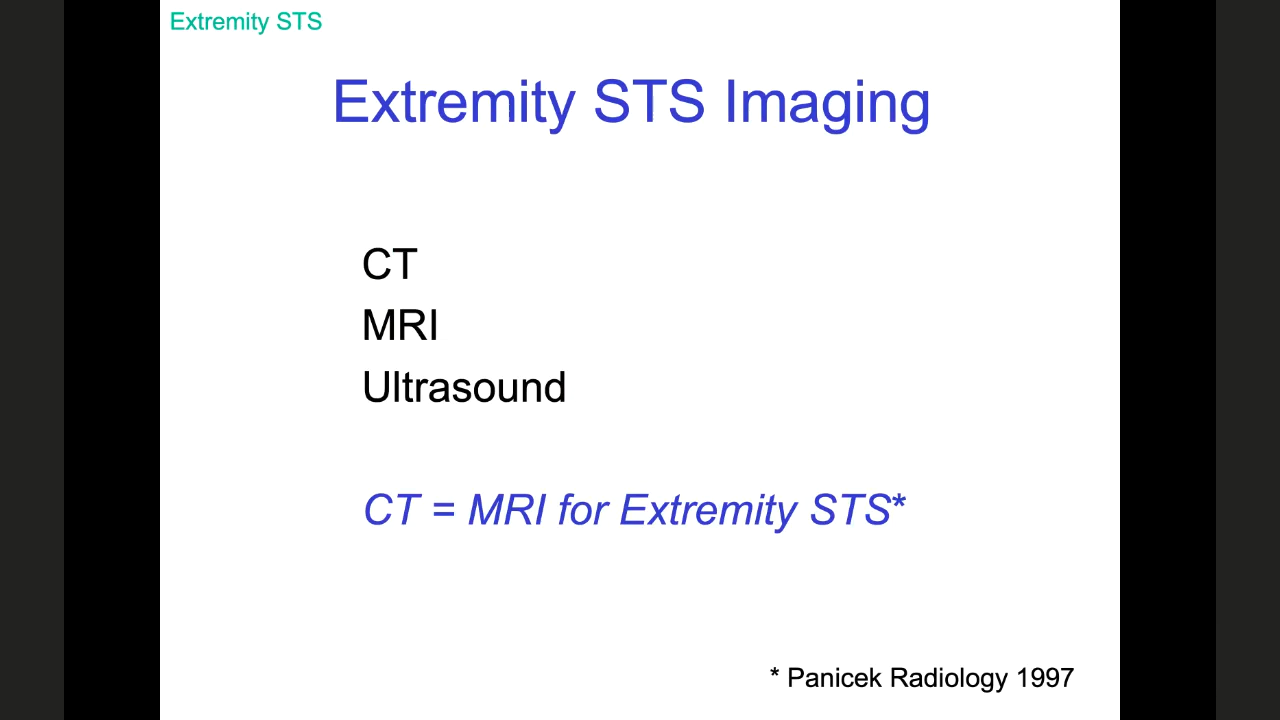 Extremity STS
Extremity STS Imaging
CT
MRI
Ultrasound
CT = MRI for Extremity STS*
* Panicek Radiology 1997